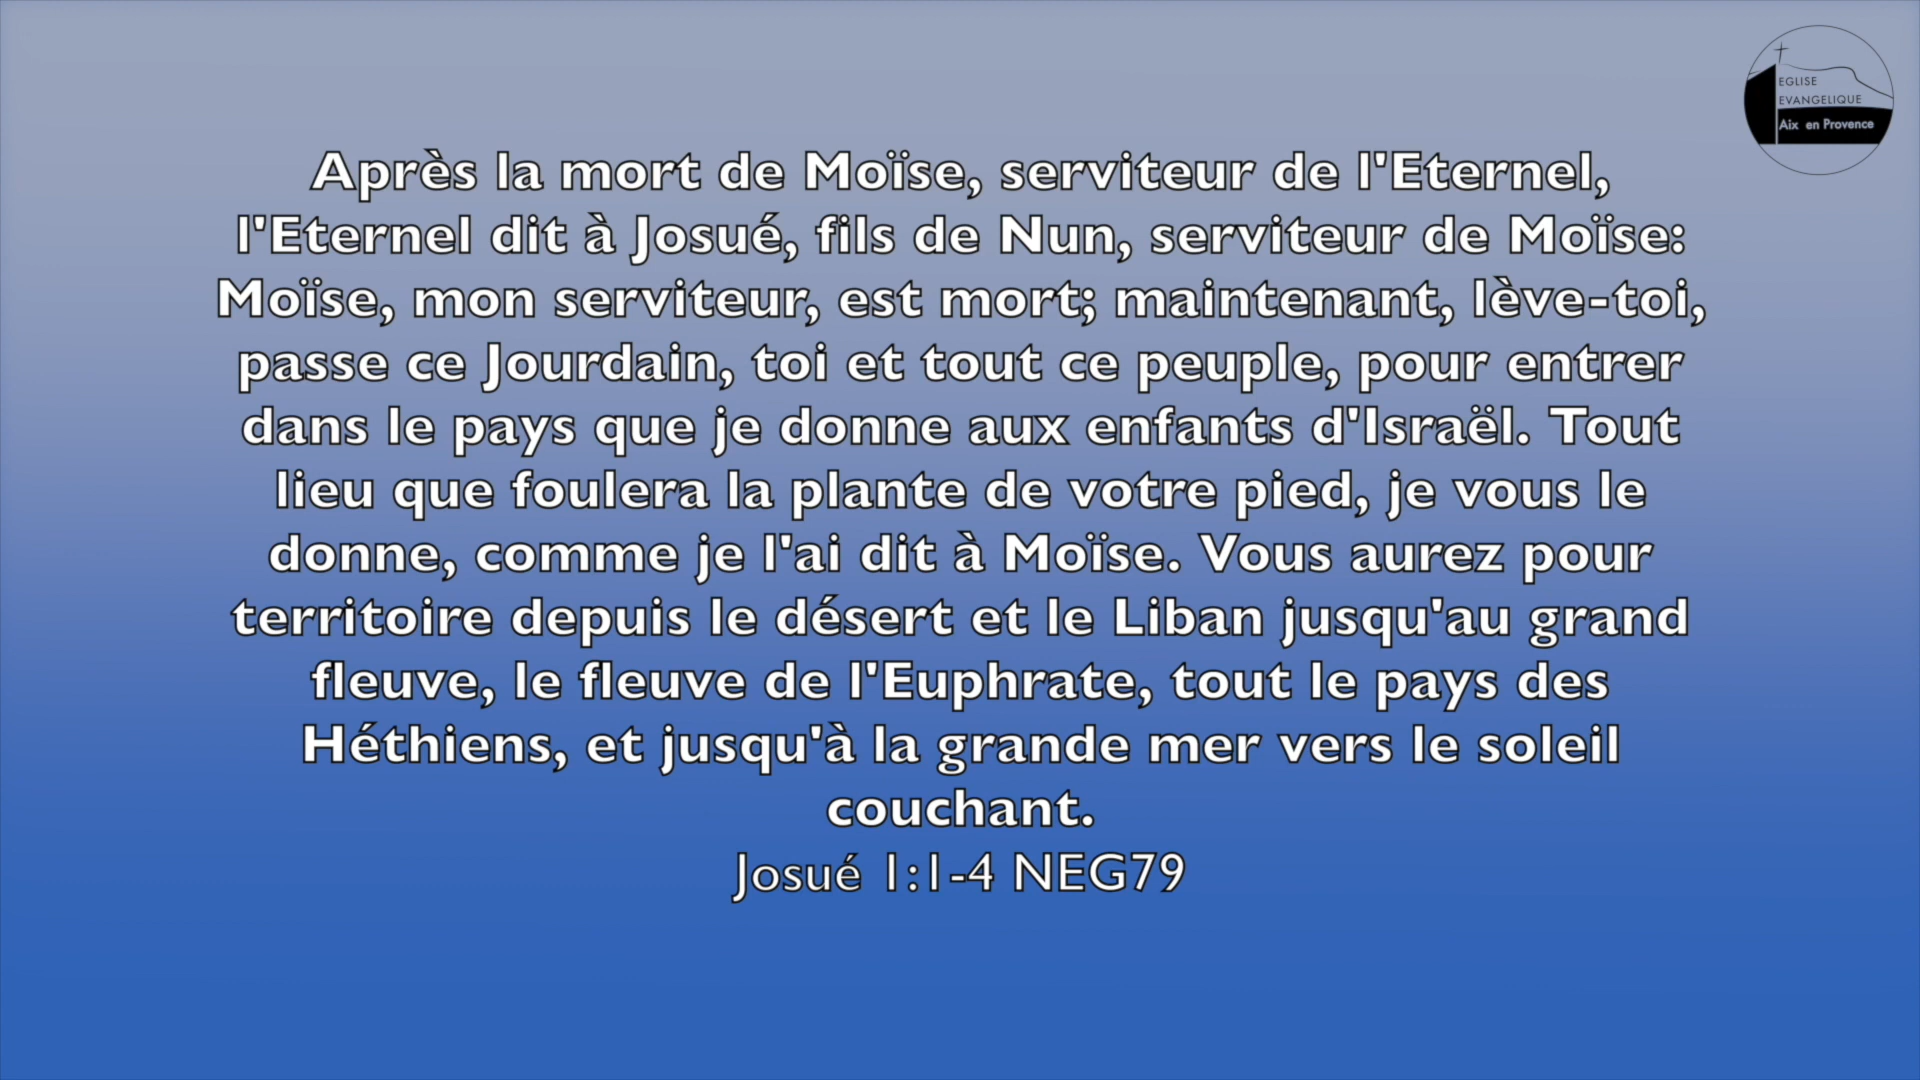 EGLISE
EVANGELIQUE
Aix en Provence
Après la mort de Moïse, serviteur de l'Eternel,
l'Eternel dit à Josué, fils de Nun, serviteur de Moïse:
Moïse, mon serviteur, est mort; maintenant, lève-toi,
passe ce Jourdain, toi et tout ce peuple, pour entrer
dans le pays que je donne aux enfants d'Israël. Tout
lieu que foulera la plante de votre pied, je vous le
donne, comme je l'ai dit à Moïse. Vous aurez pour
territoire depuis le désert et le Liban jusqu'au grand
fleuve, le fleuve de l'Euphrate, tout le pays des
Héthiens, et jusqu'à la grande mer vers le soleil
couchant.
Josué 1:1-4 NEG79